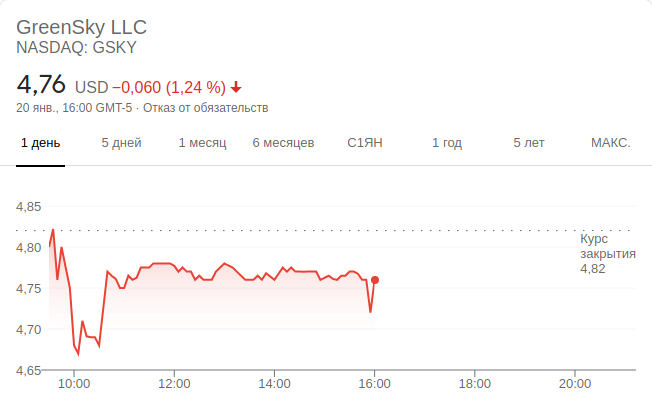 GreenSky LLC
NASDAQ: GSKY
4,76 USD −0,060 (1,24 %)
20 янв., 16:00 GMT-5 · Отказ от обязательств
1 день 5 дней 1 месяц 6 месяцев С1ЯН 1 год 5 лет МАКС.
4,85
4,80
4,75
4,70
4,65
Курс
закрытия
4,82
10:00 12:00 14:00 16:00 18:00 20:00